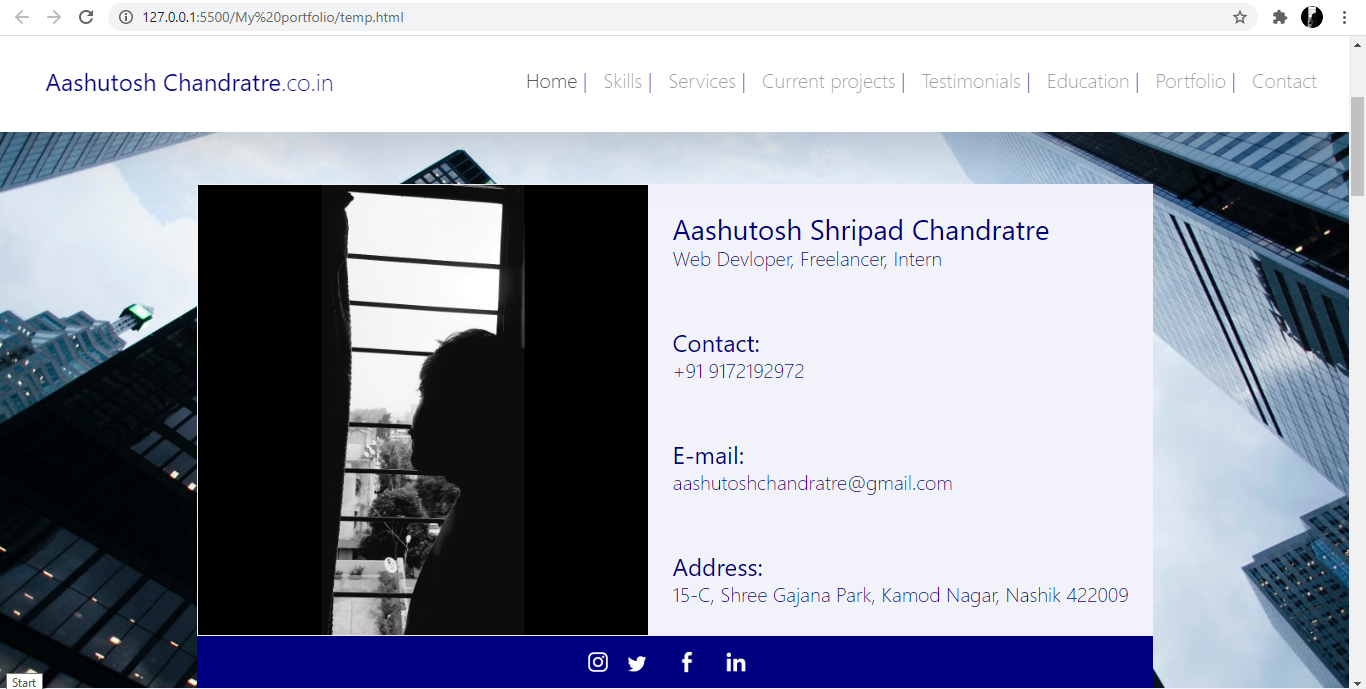 127.0.0.1:5500/My%20portfolio/temp.html
Aashutosh Chandratre.co.in
Home | Skills | Services | Current projects | Testimonials | Education | Portfolio | Contact
Aashutosh Shripad Chandratre
Web Devloper, Freelancer, Intern
Contact:
+91 9172192972
E-mail:
aashutoshchandratre@gmail.com
Address:
15-C, Shree Gajana Park, Kamod Nagar, Nashik 422009
Start